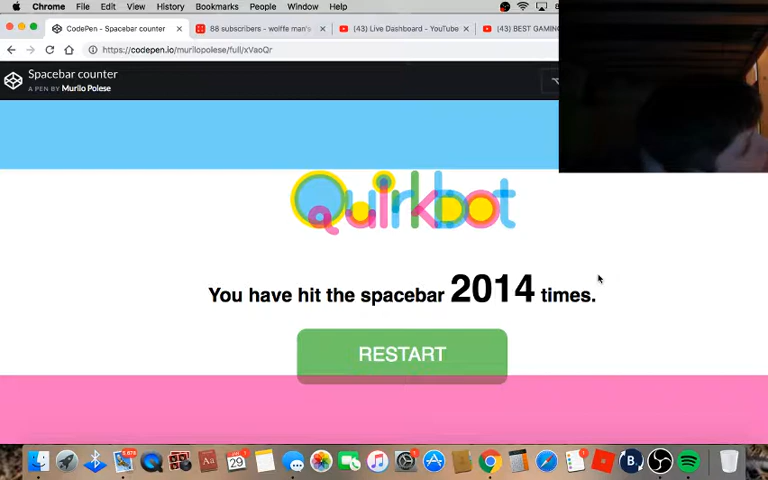 Chrome File Edit View History Bookmarks People Window Help
CodePen - Spacebar counter
88 subscribers - wolffe man's
(43) Live Dashboard - YouTube
(43) BEST GAMING
https://codepen.io/murilopolese/full/xVaoQr
Spacebar counter
A PEN BY Murilo Polese
Quirkbot
You have hit the spacebar 2014 times.
RESTART
29